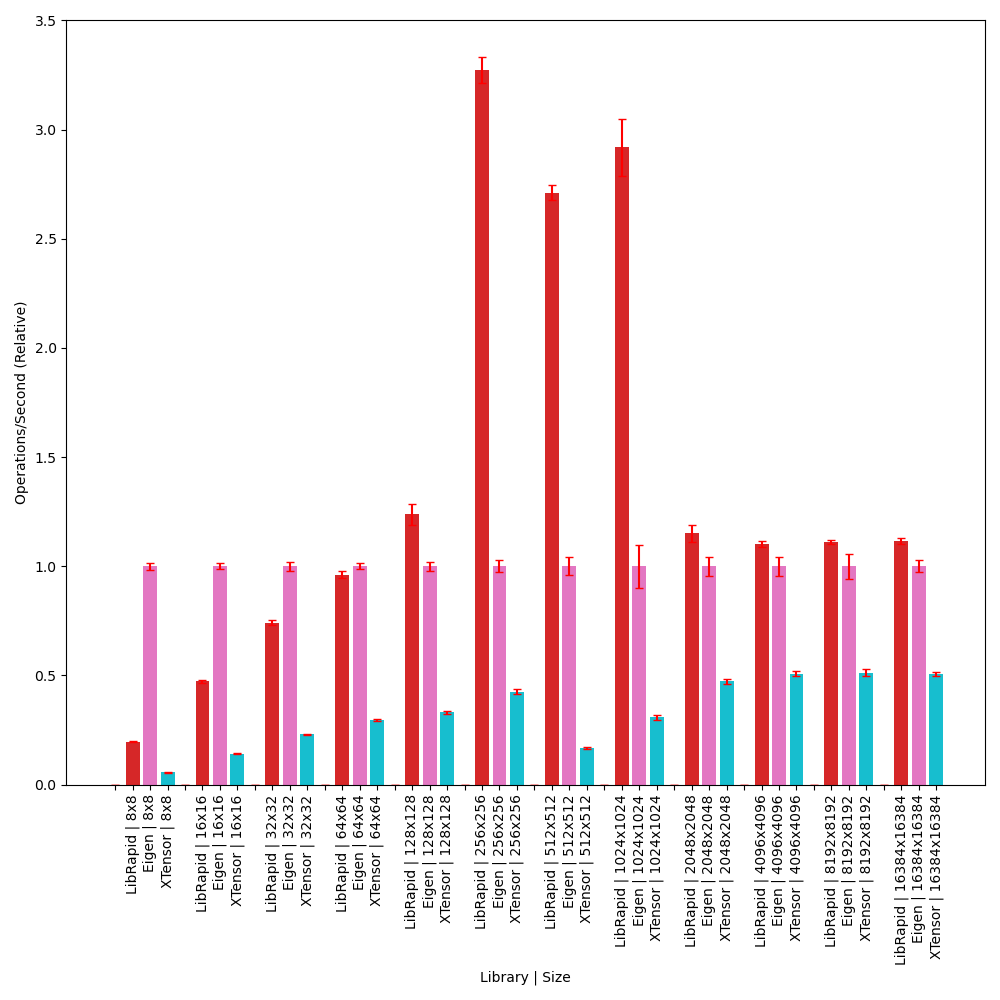 3.5
3.0
2.5
2.0
1.5
1.0
0.5
0.0
Operations/Second (Relative)
LibRapid | 8x8
Eigen | 8x8
XTensor | 8x8
LibRapid | 16x16
Eigen | 16x16
XTensor | 16x16
LibRapid | 32x32
Eigen | 32x32
XTensor | 32x32
LibRapid | 64x64
Eigen | 64x64
XTensor | 64x64
LibRapid | 128x128
Eigen | 128x128
XTensor | 128x128
LibRapid | 256x256
Eigen | 256x256
XTensor | 256x256
LibRapid | 512x512
Eigen | 512x512
XTensor | 512x512
LibRapid | 1024x1024
Eigen | 1024x1024
XTensor | 1024x1024
LibRapid | 2048x2048
Eigen | 2048x2048
XTensor | 2048x2048
LibRapid | 4096x4096
Eigen | 4096x4096
XTensor | 4096x4096
LibRapid | 8192x8192
Eigen | 8192x8192
XTensor | 8192x8192
LibRapid | 16384x16384
Eigen | 16384x16384
XTensor | 16384x16384
Library | Size